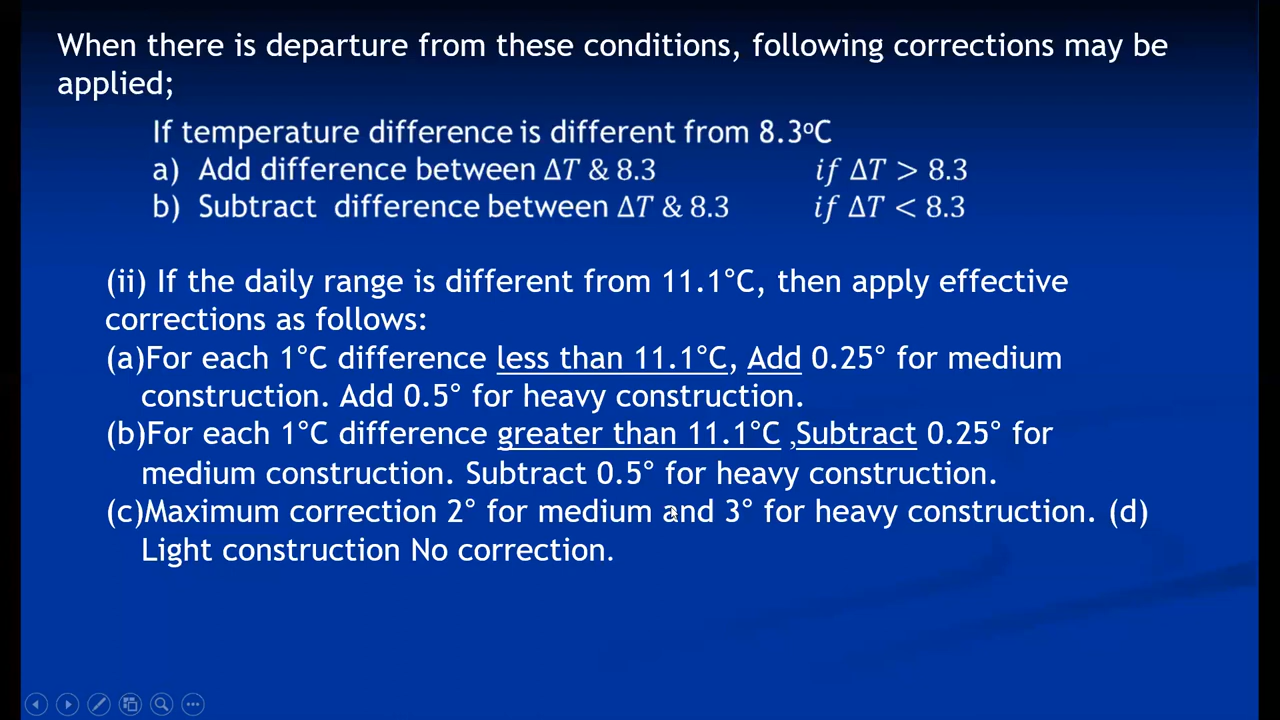 When there is departure from these conditions, following corrections may be
applied;
If temperature difference is different from 8.3°C
a) Add difference between ΔT & 8.3 if ΔT > 8.3
b) Subtract difference between ΔT & 8.3 if ΔT < 8.3
(ii) If the daily range is different from 11.1°C, then apply effective
corrections as follows:
(a)For each 1°C difference less than 11.1°C, Add 0.25° for medium
construction. Add 0.5° for heavy construction.
(b)For each 1°C difference greater than 11.1°C ,Subtract 0.25° for
medium construction. Subtract 0.5° for heavy construction.
(c)Maximum correction 2° for medium and 3° for heavy construction. (d)
Light construction No correction.